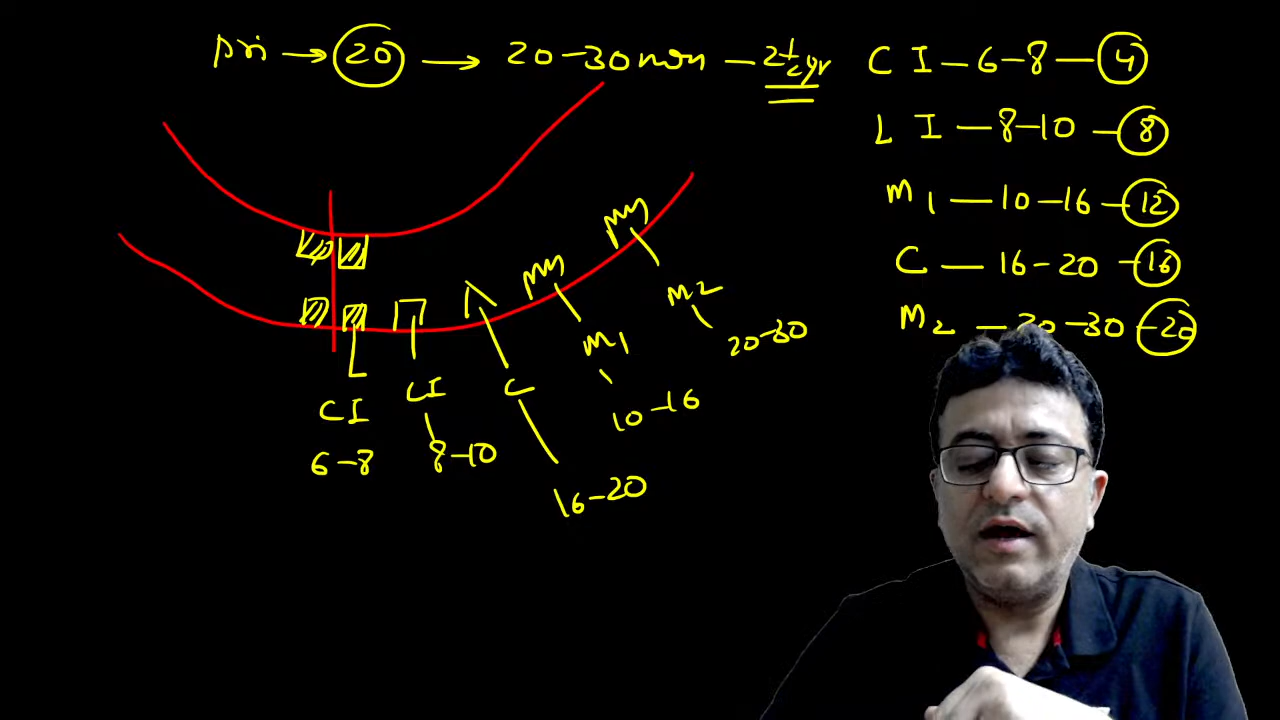 pri → 20 → 20-30 mon - 2½ yr
C I - 6-8 - 4
L I - 8-10 - 8
M1 - 10-16 - 12
C - 16-20 - 16
M2 - 20-30 - 20
M2
20-30
M1
10-16
C
16-20
LI
8-10
CI
6-8